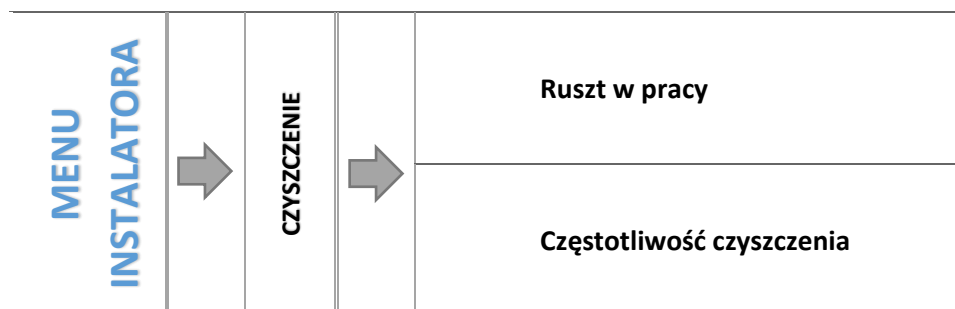 MENU
INSTALATORA
CZYSZCZENIE
Ruszt w pracy
Częstotliwość czyszczenia